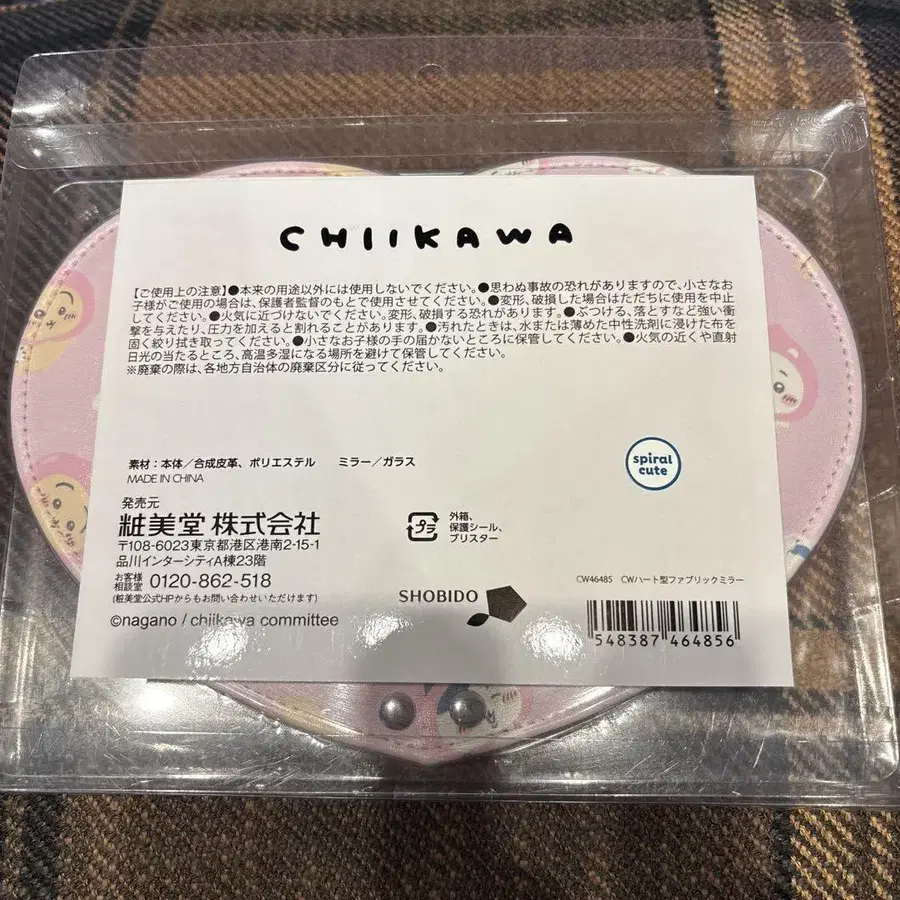 CHIIKAWA
【ご使用上の注意】●本来の用途以外には使用しないでください。●思わぬ事故の恐れがありますので、小さなお
子様がご使用の場合は、保護者監督のもとで使用させてください。●変形、破損した場合はただちに使用を中止
してください。●火気に近づけないでください。変形、破損する恐れがあります。●ぶつける、落とすなど強い衝
撃を与えたり、圧力を加えると割れることがあります。●汚れたときは、水または薄めた中性洗剤に浸けた布を
固く絞り拭き取ってください。●小さなお子様の手の届かないところに保管してください。●火気の近くや直射
日光の当たるところ、高温多湿になる場所を避けて保管してください。
※廃棄の際は、各地方自治体の廃棄区分に従ってください。
素材：本体／合成皮革、ポリエステル　ミラー／ガラス
MADE IN CHINA
spiral
cute
発売元
粧美堂 株式会社
〒108-6023東京都港区港南2-15-1
品川インターシティA棟23階
お客様
相談室 0120-862-518
(粧美堂公式HPからもお問い合わせいただけます)
©nagano / chiikawa committee
プラ
外箱、
保護シール、
ブリスター
SHOBIDO
CW46485　CWハート型ファブリックミラー
548387 464856